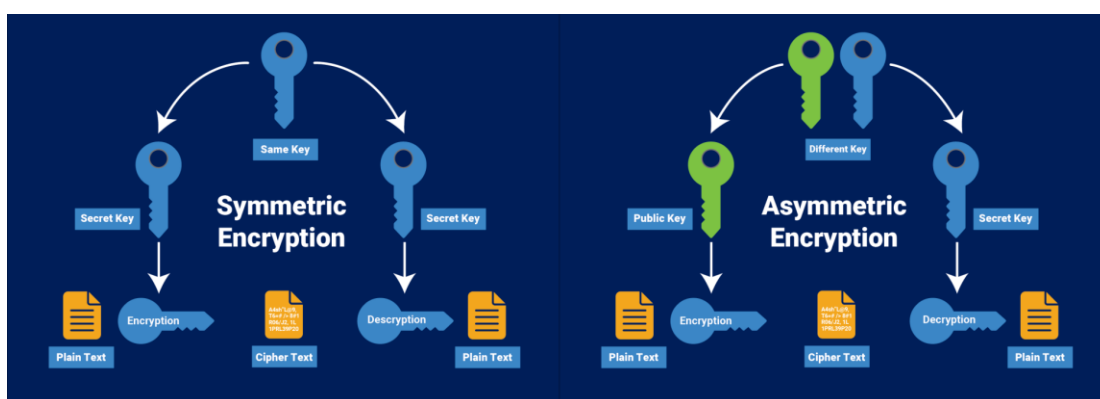 Same Key
Secret Key
Symmetric
Encryption
Secret Key
Encryption
Descryption
Plain Text
Cipher Text
Plain Text
Different Key
Public Key
Asymmetric
Encryption
Secret Key
Encryption
Decryption
Plain Text
Cipher Text
Plain Text